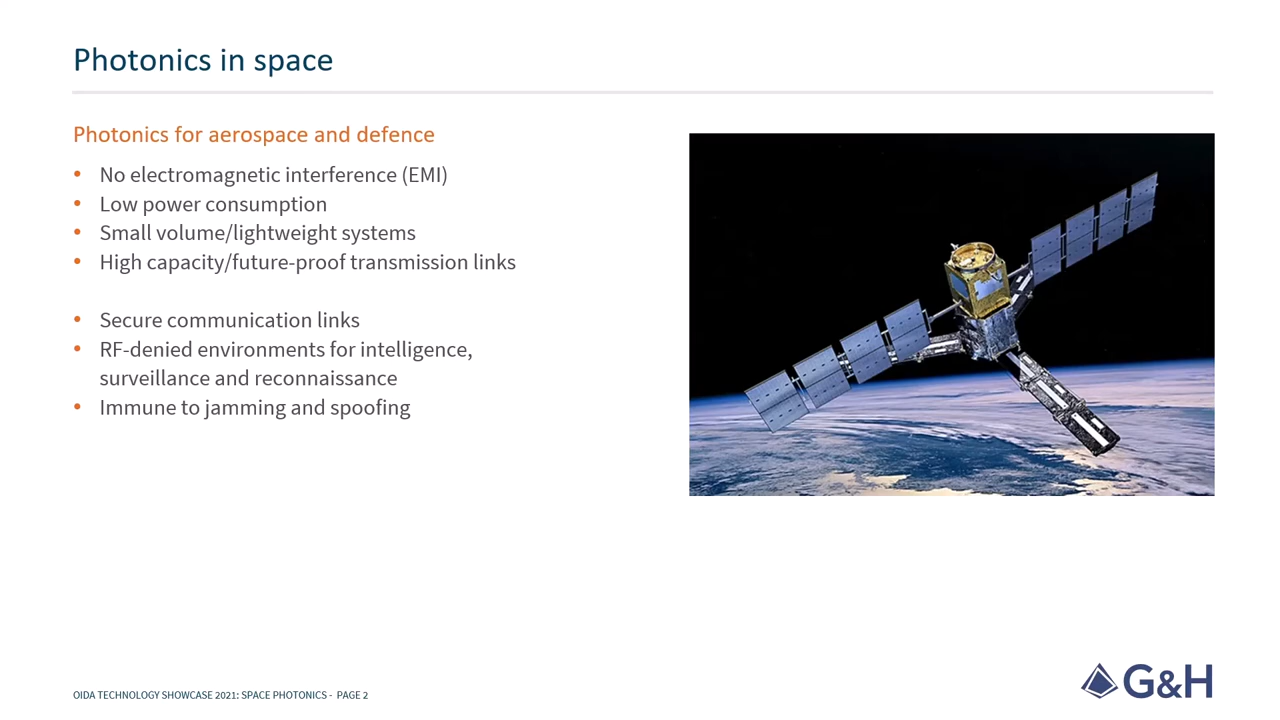 Photonics in space
Photonics for aerospace and defence
• No electromagnetic interference (EMI)
• Low power consumption
• Small volume/lightweight systems
• High capacity/future-proof transmission links
• Secure communication links
• RF-denied environments for intelligence,
surveillance and reconnaissance
• Immune to jamming and spoofing
OIDA TECHNOLOGY SHOWCASE 2021: SPACE PHOTONICS - PAGE 2
G&H